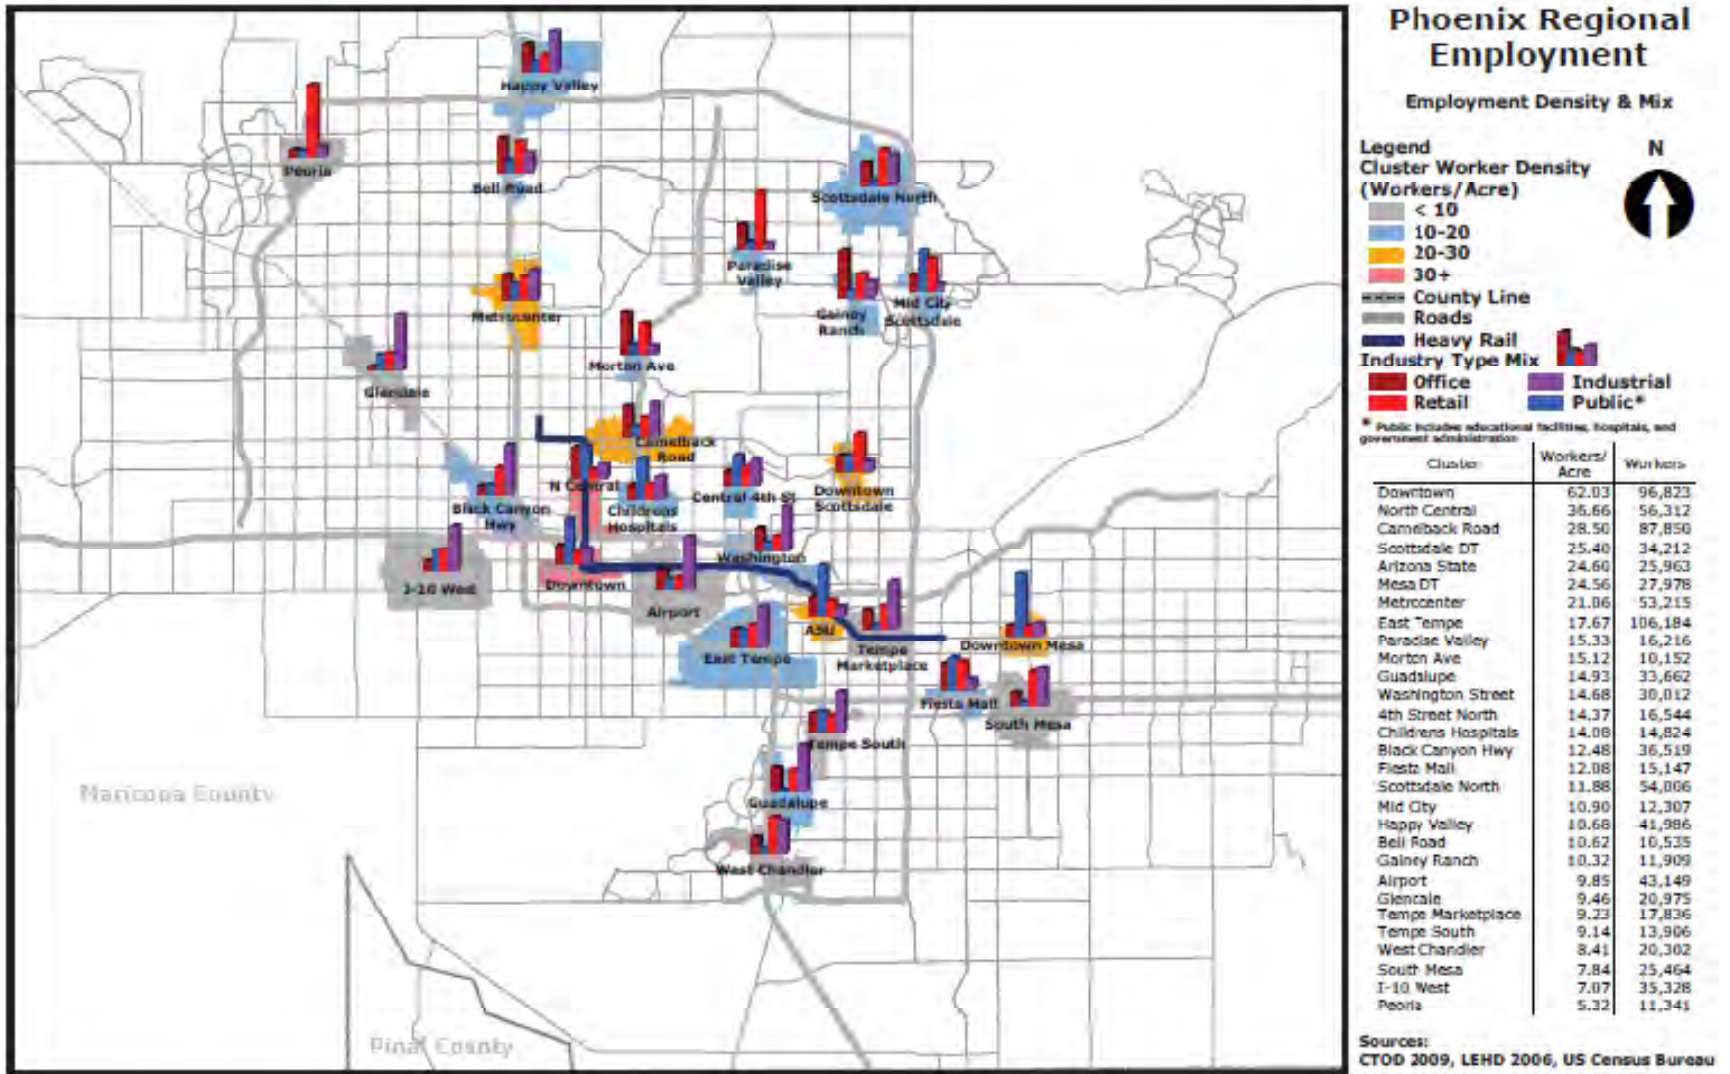 Phoenix Regional
Employment
Employment Density & Mix
Legend
N
Cluster Worker Density
(Workers/Acre)
< 10
10-20
20-30
30+
County Line
Roads
Heavy Rail
Industry Type Mix
Office
Industrial
Retail
Public*
* Public includes educational facilities, hospitals, and
government administration
Cluster Workers/Acre Workers
Downtown 62.03 96,823
North Central 36.66 56,312
Camelback Road 28.50 87,850
Scottsdale DT 25.40 34,212
Arizona State 24.60 25,963
Mesa DT 24.56 27,978
Metrocenter 21.06 53,215
East Tempe 17.67 106,184
Paradise Valley 15.33 16,216
Morton Ave 15.12 10,152
Guadalupe 14.93 33,662
Washington Street 14.68 30,012
4th Street North 14.37 16,544
Childrens Hospitals 14.08 14,824
Black Canyon Hwy 12.48 36,519
Fiesta Mall 12.08 15,147
Scottsdale North 11.88 54,006
Mid City 10.90 12,307
Happy Valley 10.68 41,986
Bell Road 10.62 10,535
Gainey Ranch 10.32 11,909
Airport 9.85 43,149
Glendale 9.46 20,975
Tempe Marketplace 9.23 17,836
Tempe South 9.14 13,906
West Chandler 8.41 20,302
South Mesa 7.84 25,464
I-10 West 7.07 35,328
Peoria 5.32 11,341
Sources:
CTOD 2009, LEHD 2006, US Census Bureau
Happy Valley
Peoria
Bell Road
Scottsdale North
Paradise
Valley
Mid City
Scottsdale
Gainey
Ranch
Metrocenter
Morton Ave
Glendale
Camelback
Road
N Central
Central 4th St
Downtown
Scottsdale
Black Canyon
Hwy
Childrens
Hospitals
Washington
I-10 West
Downtown
Airport
ASU
Downtown Mesa
East Tempe
Tempe
Marketplace
Fiesta Mall
South Mesa
Tempe South
Guadalupe
West Chandler
Maricopa County
Pinal County